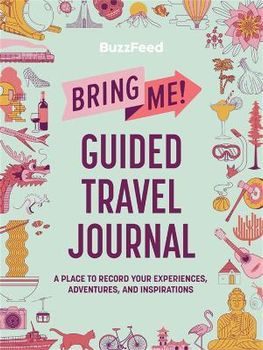 BuzzFeed
BRING ME!
GUIDED
TRAVEL
JOURNAL
A PLACE TO RECORD YOUR EXPERIENCES,
ADVENTURES, AND INSPIRATIONS